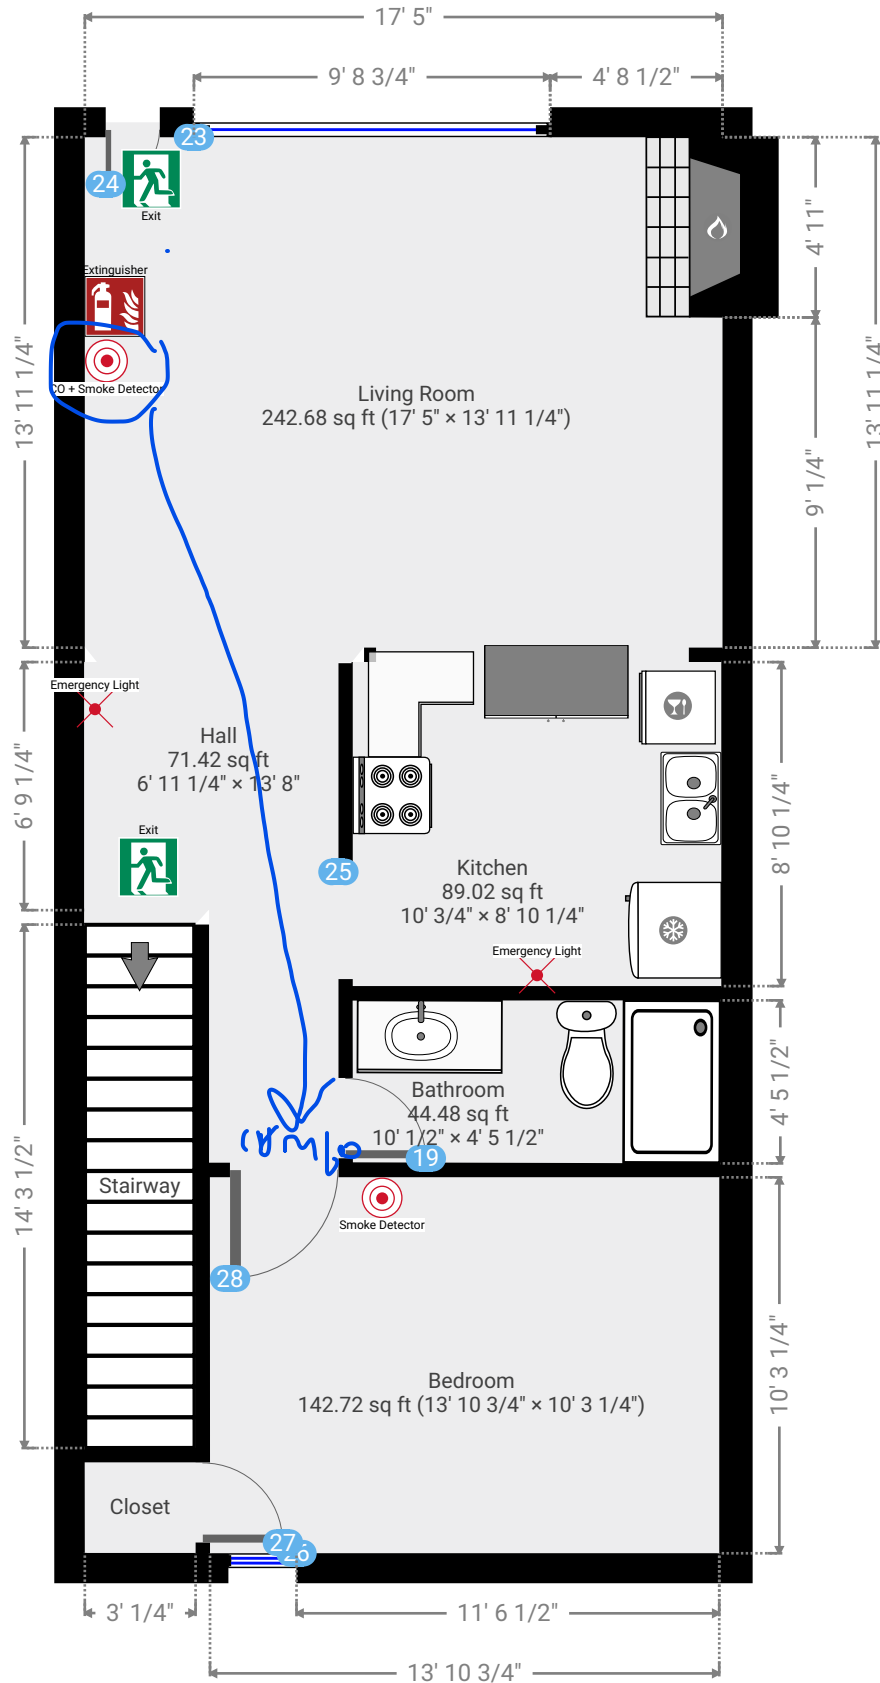 17' 5"
9' 8 3/4"
4' 8 1/2"
23
24
Exit
4' 11"
Extinguisher
13' 11 1/4"
CO + Smoke Detector
13' 11 1/4"
Living Room
242.68 sq ft (17' 5" × 13' 11 1/4")
9' 1/4"
Emergency Light
Hall
71.42 sq ft
6' 11 1/4" × 13' 8"
6' 9 1/4"
8' 10 1/4"
Exit
25
Kitchen
89.02 sq ft
10' 3/4" × 8' 10 1/4"
Emergency Light
4' 5 1/2"
Bathroom
44.48 sq ft
10' 1/2" × 4' 5 1/2"
combo
19
14' 3 1/2"
Stairway
Smoke Detector
28
10' 3 1/4"
Bedroom
142.72 sq ft (13' 10 3/4" × 10' 3 1/4")
Closet
27
26
3' 1/4"
11' 6 1/2"
13' 10 3/4"